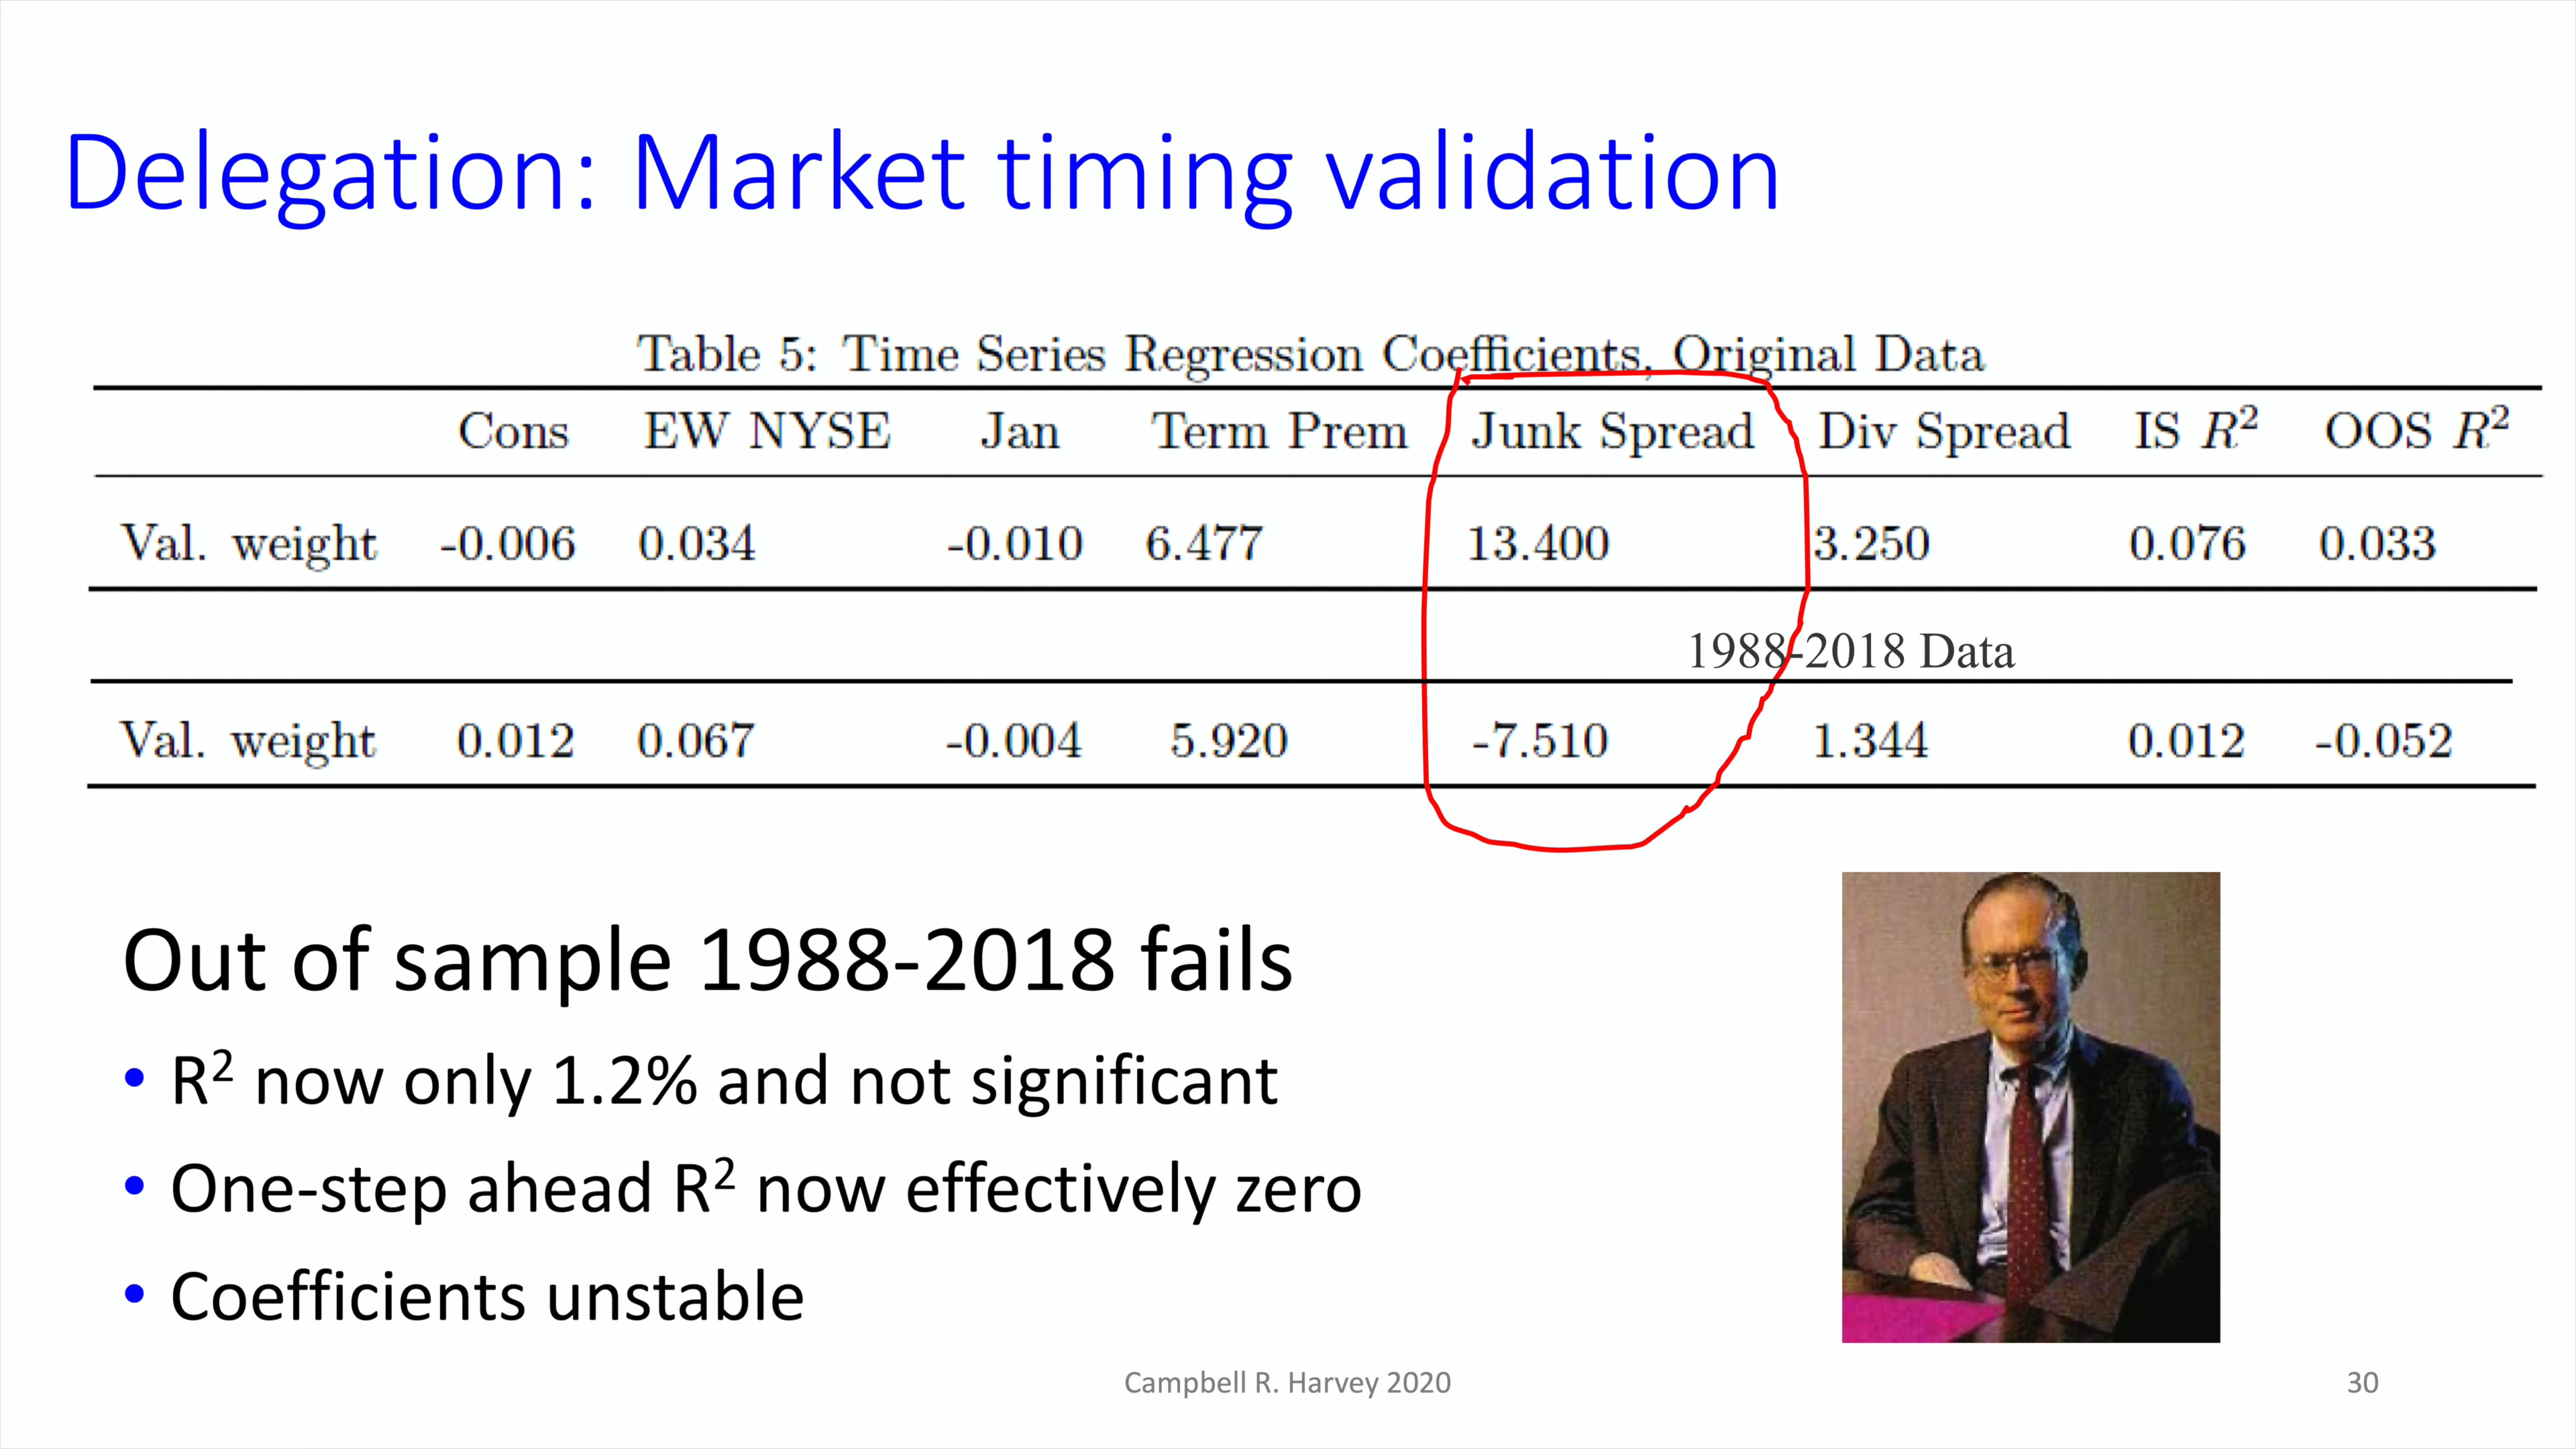 Delegation: Market timing validation
Table 5: Time Series Regression Coefficients, Original Data
Cons EW NYSE Jan Term Prem Junk Spread Div Spread IS R² OOS R²
Val. weight -0.006 0.034 -0.010 6.477 13.400 3.250 0.076 0.033
1988-2018 Data
Val. weight 0.012 0.067 -0.004 5.920 -7.510 1.344 0.012 -0.052
Out of sample 1988-2018 fails
• R² now only 1.2% and not significant
• One-step ahead R² now effectively zero
• Coefficients unstable
Campbell R. Harvey 2020
30